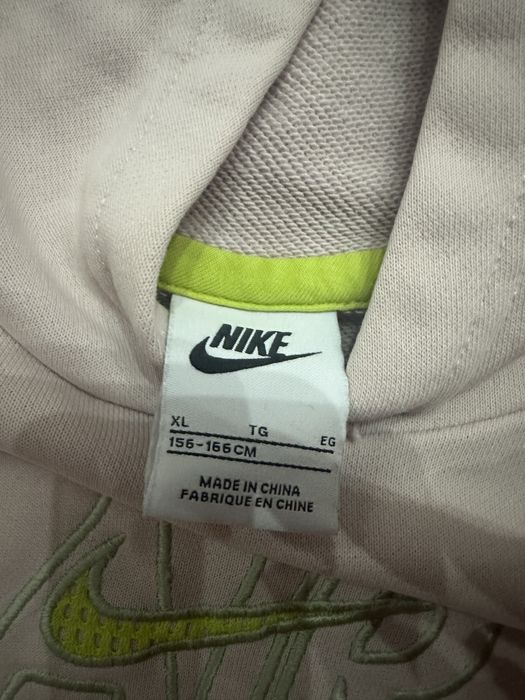 NIKE
XL TG EG
156-166CM
MADE IN CHINA
FABRIQUE EN CHINE